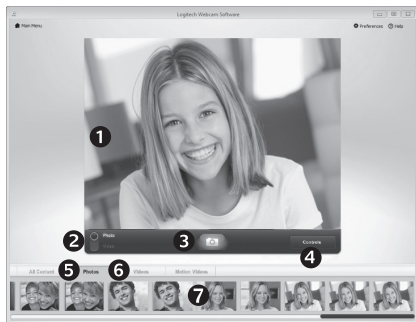 Logitech Webcam Software
Main Menu
Preferences
Help
1
2
Photo
Video
3
Controls
4
All Content
5
Photos
6
Videos
Motion Videos
7